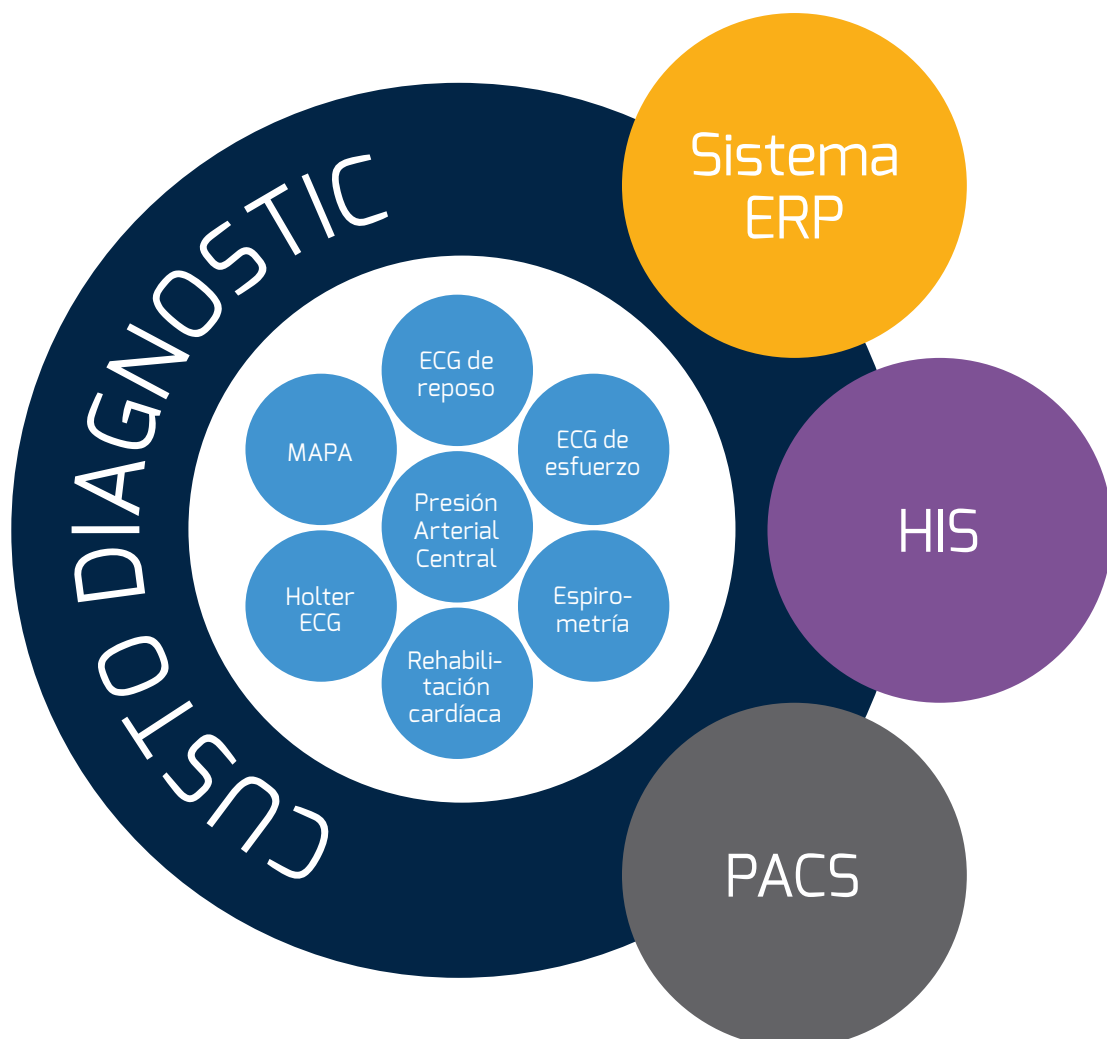 CUSTO DIAGNOSTIC
ECG de
reposo
MAPA
ECG de
esfuerzo
Presión
Arterial
Central
Holter
ECG
Espiro-
metría
Rehabili-
tación
cardíaca
Sistema
ERP
HIS
PACS